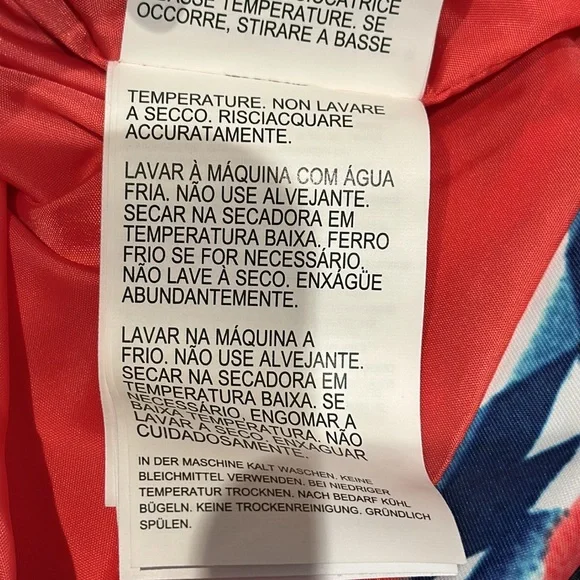 TEMPERATURE. SE
OCCORRE, STIRARE A BASSE
TEMPERATURE. NON LAVARE
A SECCO. RISCIACQUARE
ACCURATAMENTE.
LAVAR À MÁQUINA COM ÁGUA
FRIA. NÃO USE ALVEJANTE.
SECAR NA SECADORA EM
TEMPERATURA BAIXA. FERRO
FRIO SE FOR NECESSÁRIO.
NÃO LAVE À SECO. ENXAGÜE
ABUNDANTEMENTE.
LAVAR NA MÁQUINA A
FRIO. NÃO USE ALVEJANTE.
SECAR NA SECADORA EM
TEMPERATURA BAIXA. SE
NECESSÁRIO, ENGOMAR A
BAIXA TEMPERATURA. NÃO
LAVAR A SECO. ENXAGUAR
CUIDADOSAMENTE.
IN DER MASCHINE KALT WASCHEN. KEINE
BLEICHMITTEL VERWENDEN. BEI NIEDRIGER
TEMPERATUR TROCKNEN. NACH BEDARF KÜHL
BÜGELN. KEINE TROCKENREINIGUNG. GRÜNDLICH
SPÜLEN.